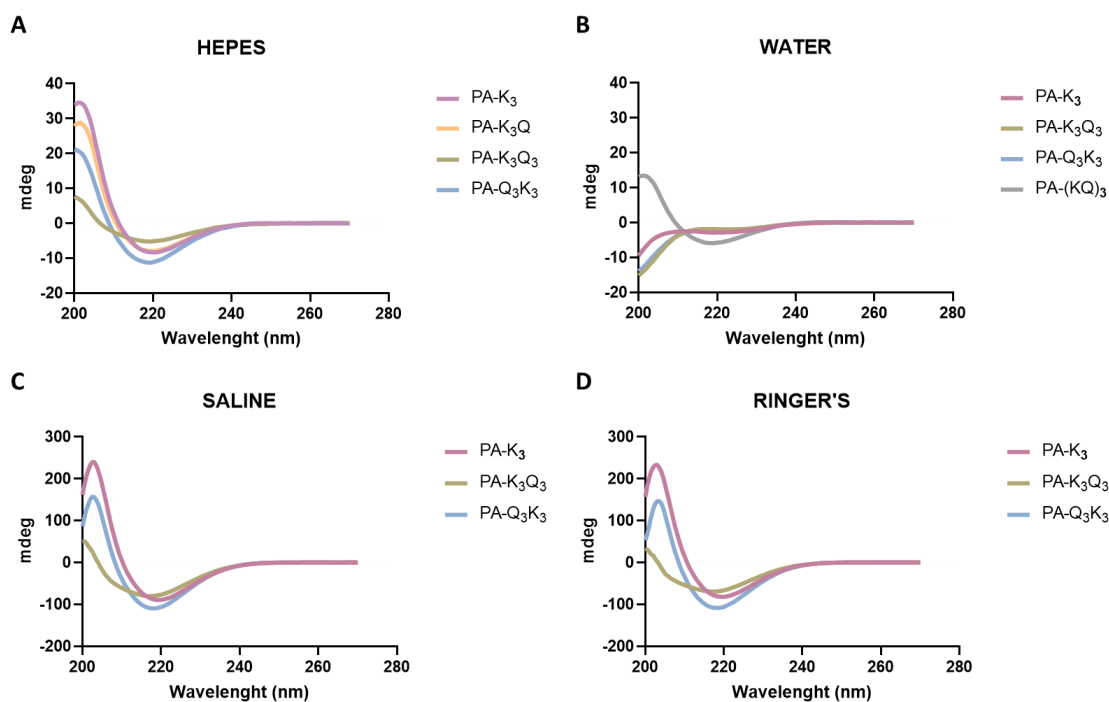 A
HEPES
40
30
20
10
0
-10
-20
mdeg
200 220 240 260 280
Wavelenght (nm)
PA-K₃
PA-K₃Q
PA-K₃Q₃
PA-Q₃K₃
B
WATER
40
30
20
10
0
-10
-20
mdeg
200 220 240 260 280
Wavelenght (nm)
PA-K₃
PA-K₃Q₃
PA-Q₃K₃
PA-(KQ)₃
C
SALINE
300
200
100
0
-100
-200
mdeg
200 220 240 260 280
Wavelenght (nm)
PA-K₃
PA-K₃Q₃
PA-Q₃K₃
D
RINGER'S
300
200
100
0
-100
-200
mdeg
200 220 240 260 280
Wavelenght (nm)
PA-K₃
PA-K₃Q₃
PA-Q₃K₃